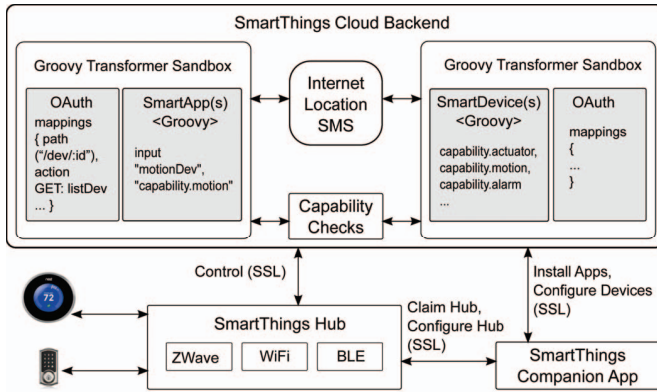 SmartThings Cloud Backend
Groovy Transformer Sandbox
OAuth
mappings
{ path
(“/dev/:id”),
action
GET: listDev
... }
SmartApp(s)
<Groovy>
input
"motionDev",
"capability.motion"
Internet
Location
SMS
Capability
Checks
Groovy Transformer Sandbox
SmartDevice(s)
<Groovy>
capability.actuator,
capability.motion,
capability.alarm
...
OAuth
mappings
{
...
}
Control (SSL)
Install Apps,
Configure Devices
(SSL)
72
SmartThings Hub
ZWave
WiFi
BLE
Claim Hub,
Configure Hub
(SSL)
SmartThings
Companion App